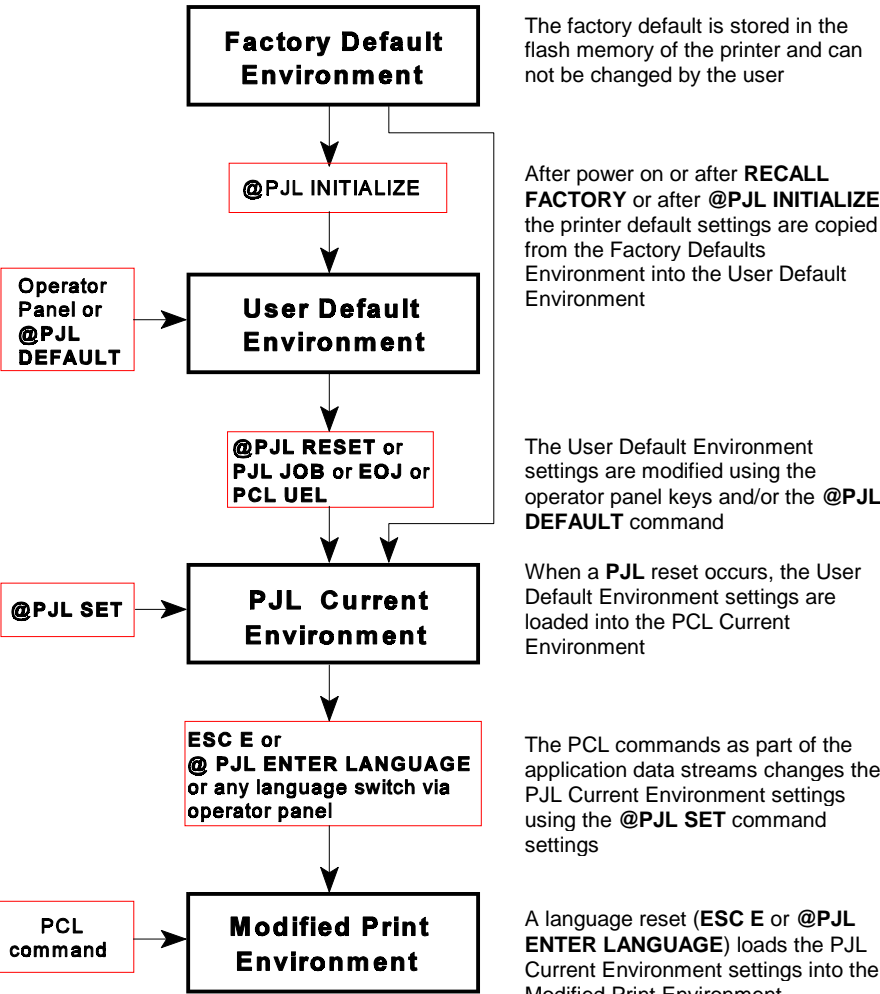 Factory Default
Environment
The factory default is stored in the
flash memory of the printer and can
not be changed by the user
@PJL INITIALIZE
After power on or after RECALL
FACTORY or after @PJL INITIALIZE
the printer default settings are copied
from the Factory Defaults
Environment into the User Default
Environment
Operator
Panel or
@PJL
DEFAULT
User Default
Environment
@PJL RESET or
PJL JOB or EOJ or
PCL UEL
The User Default Environment
settings are modified using the
operator panel keys and/or the @PJL
DEFAULT command
@PJL SET
PJL Current
Environment
When a PJL reset occurs, the User
Default Environment settings are
loaded into the PCL Current
Environment
ESC E or
@ PJL ENTER LANGUAGE
or any language switch via
operator panel
The PCL commands as part of the
application data streams changes the
PJL Current Environment settings
using the @PJL SET command
settings
PCL
command
Modified Print
Environment
A language reset (ESC E or @PJL
ENTER LANGUAGE) loads the PJL
Current Environment settings into the
Modified Print Environment